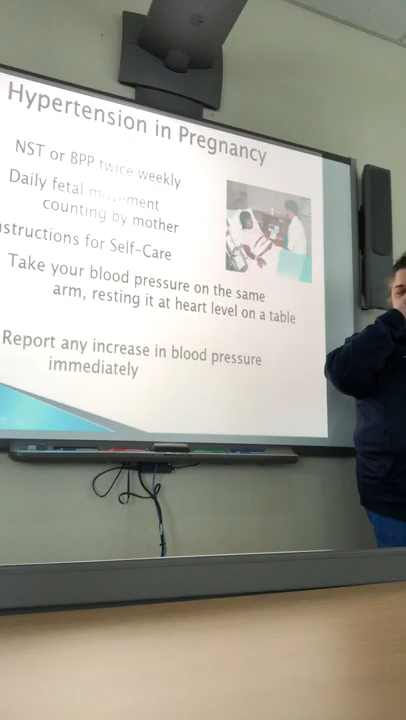 Hypertension in Pregnancy
NST or BPP twice weekly
Daily fetal movement
counting by mother
nstructions for Self-Care
Take your blood pressure on the same
arm, resting it at heart level on a table
Report any increase in blood pressure
immediately